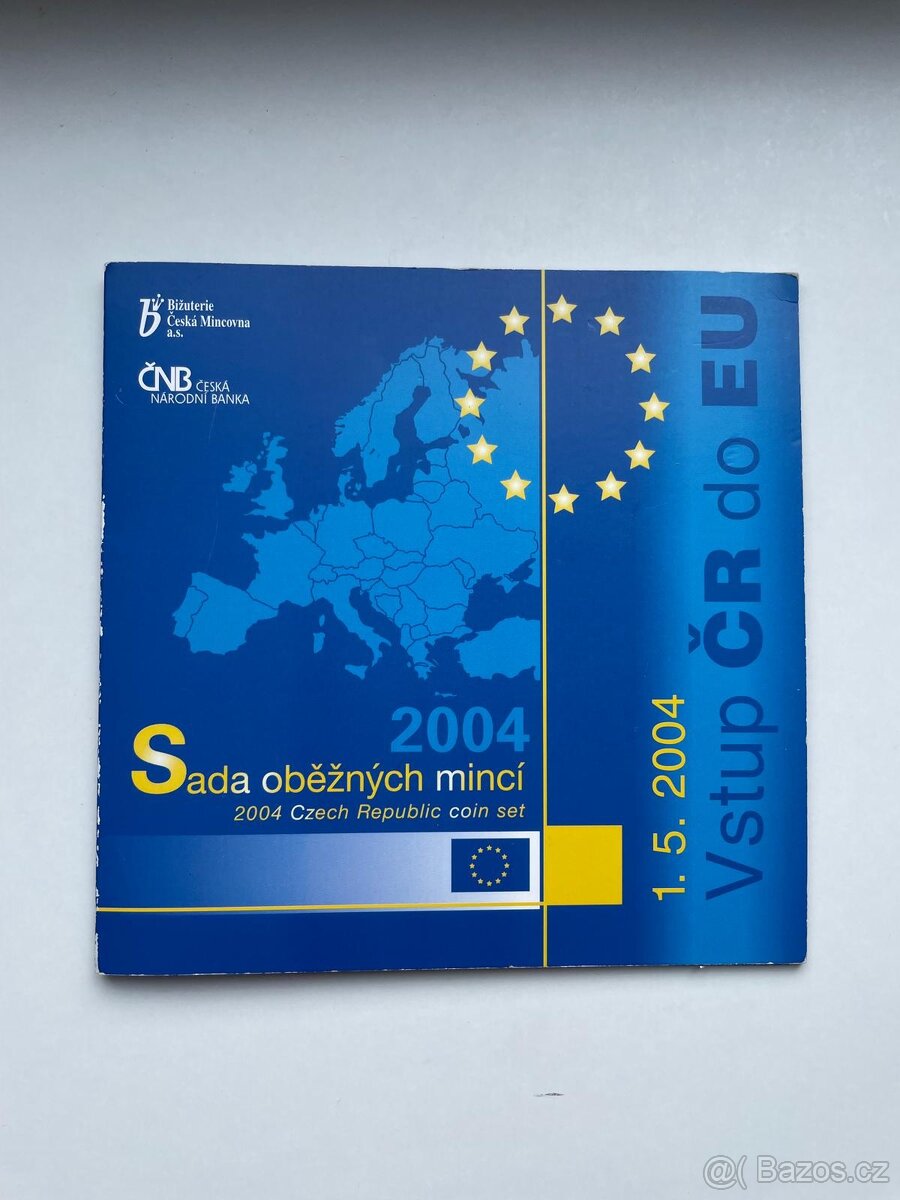 Bižuterie
Česká Mincovna
a.s.
ČNB ČESKÁ
NÁRODNÍ BANKA
2004
Sada oběžných mincí
2004 Czech Republic coin set
1. 5. 2004
Vstup ČR do EU
@( Bazos.cz